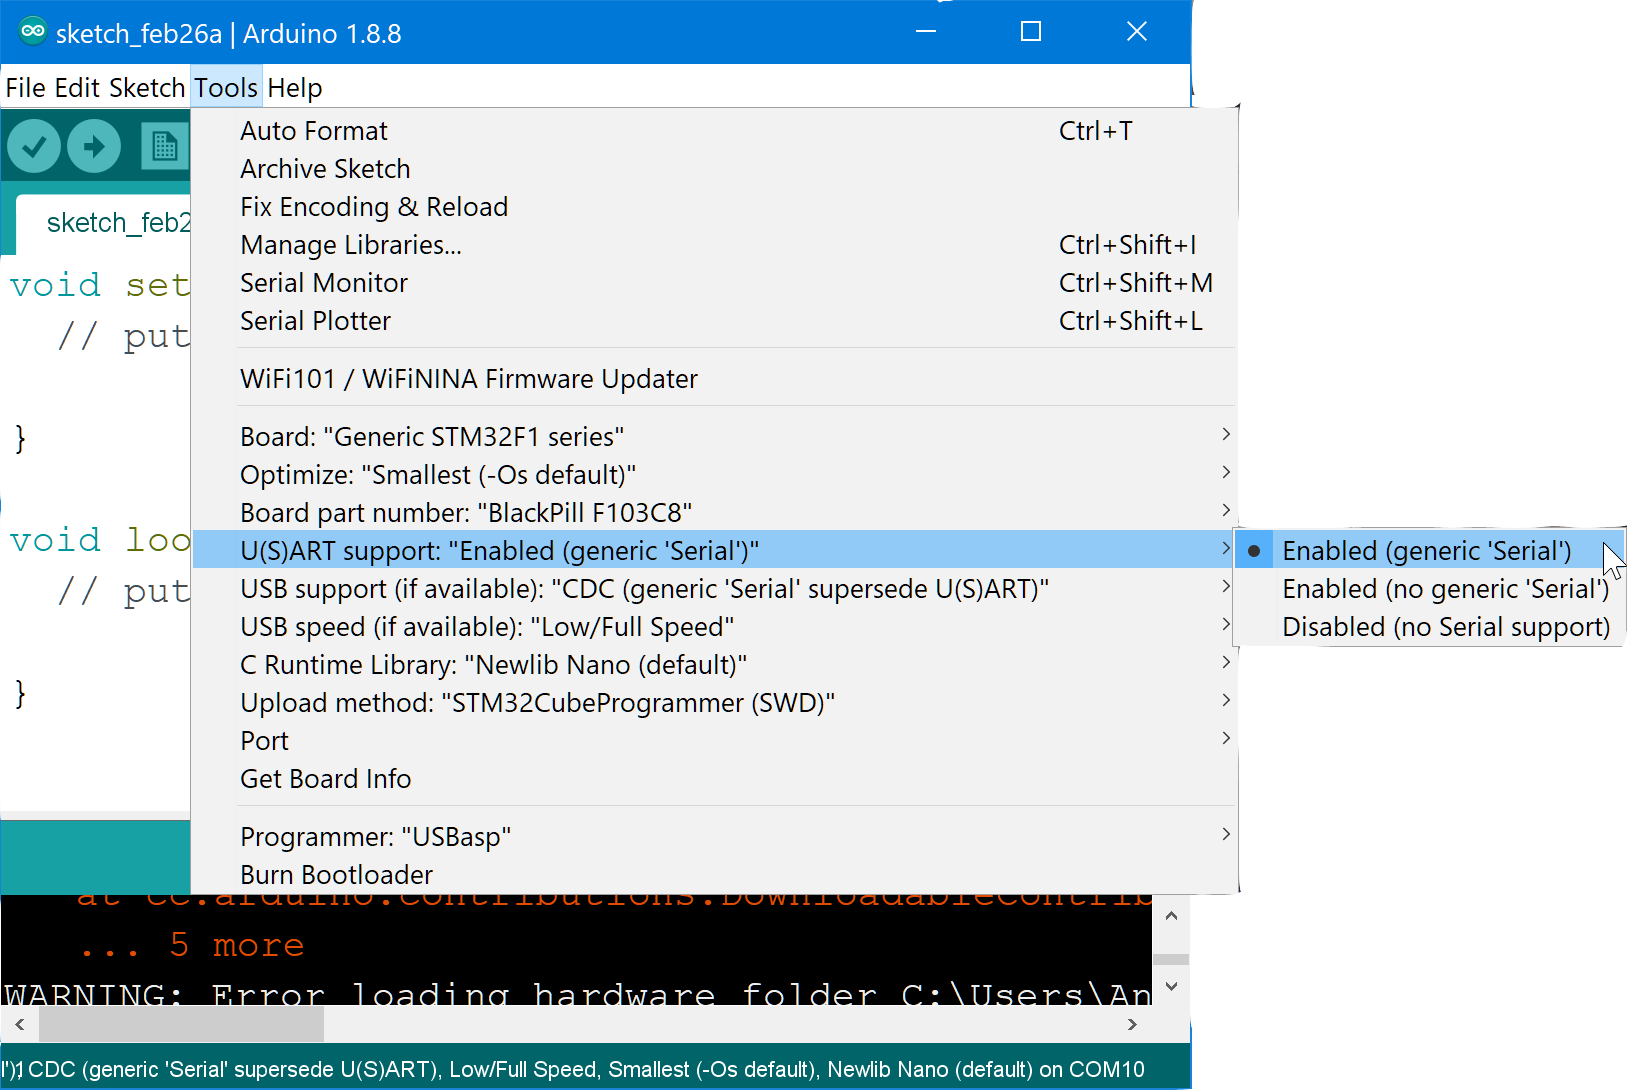 sketch_feb26a | Arduino 1.8.8
File Edit Sketch Tools Help
Auto Format Ctrl+T
Archive Sketch
Fix Encoding & Reload
sketch_feb2
Manage Libraries... Ctrl+Shift+I
void set
Serial Monitor Ctrl+Shift+M
// put
Serial Plotter Ctrl+Shift+L
WiFi101 / WiFiNINA Firmware Updater
}
Board: "Generic STM32F1 series"
Optimize: "Smallest (-Os default)"
Board part number: "BlackPill F103C8"
void loo
U(S)ART support: "Enabled (generic 'Serial')"
Enabled (generic 'Serial')
// put
USB support (if available): "CDC (generic 'Serial' supersede U(S)ART)"
Enabled (no generic 'Serial')
USB speed (if available): "Low/Full Speed"
Disabled (no Serial support)
C Runtime Library: "Newlib Nano (default)"
}
Upload method: "STM32CubeProgrammer (SWD)"
Port
Get Board Info
Programmer: "USBasp"
Burn Bootloader
at cc.arduino.contributions.DownloadableContrib
... 5 more
WARNING: Error loading hardware folder C:\Users\An
l'), CDC (generic 'Serial' supersede U(S)ART), Low/Full Speed, Smallest (-Os default), Newlib Nano (default) on COM10